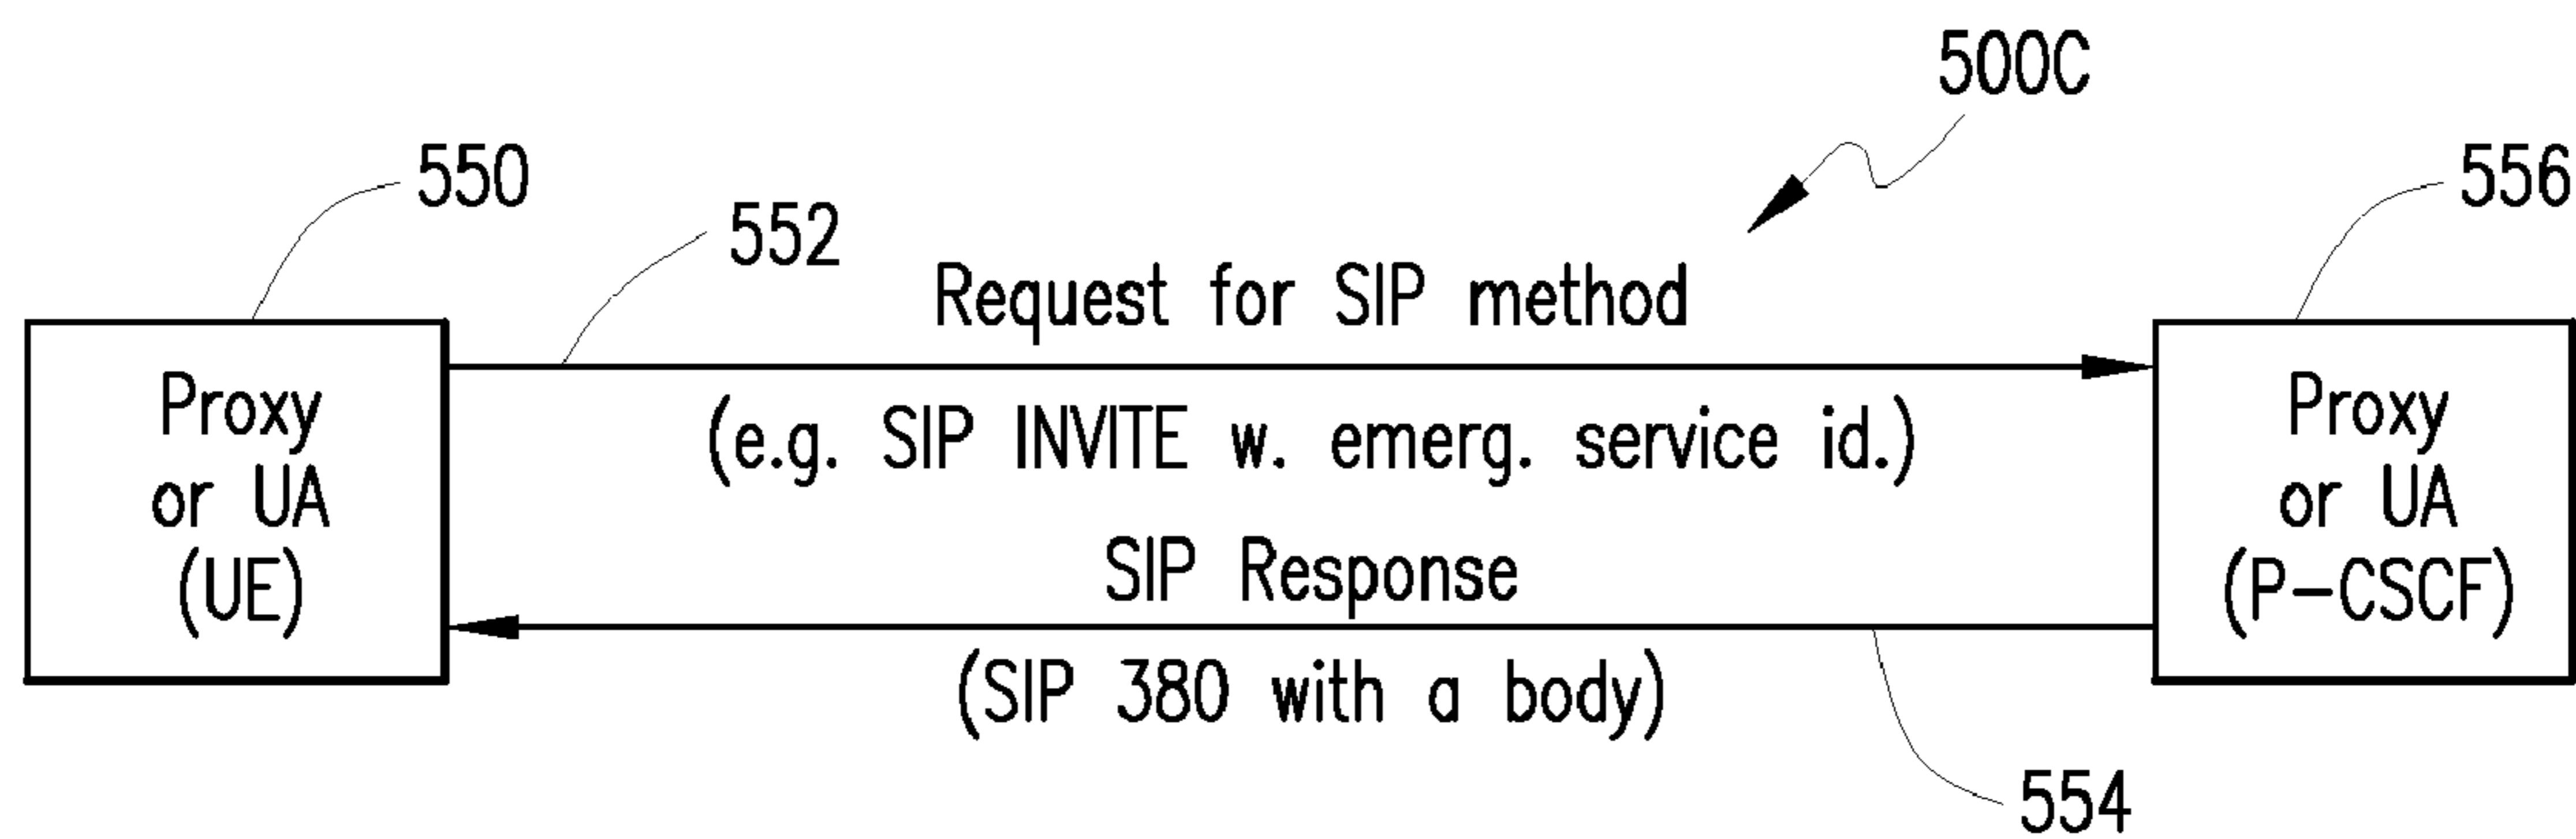 500C
550
552
556
Request for SIP method
(e.g. SIP INVITE w. emerg. service id.)
Proxy
or UA
(UE)
Proxy
or UA
(P-CSCF)
SIP Response
(SIP 380 with a body)
554